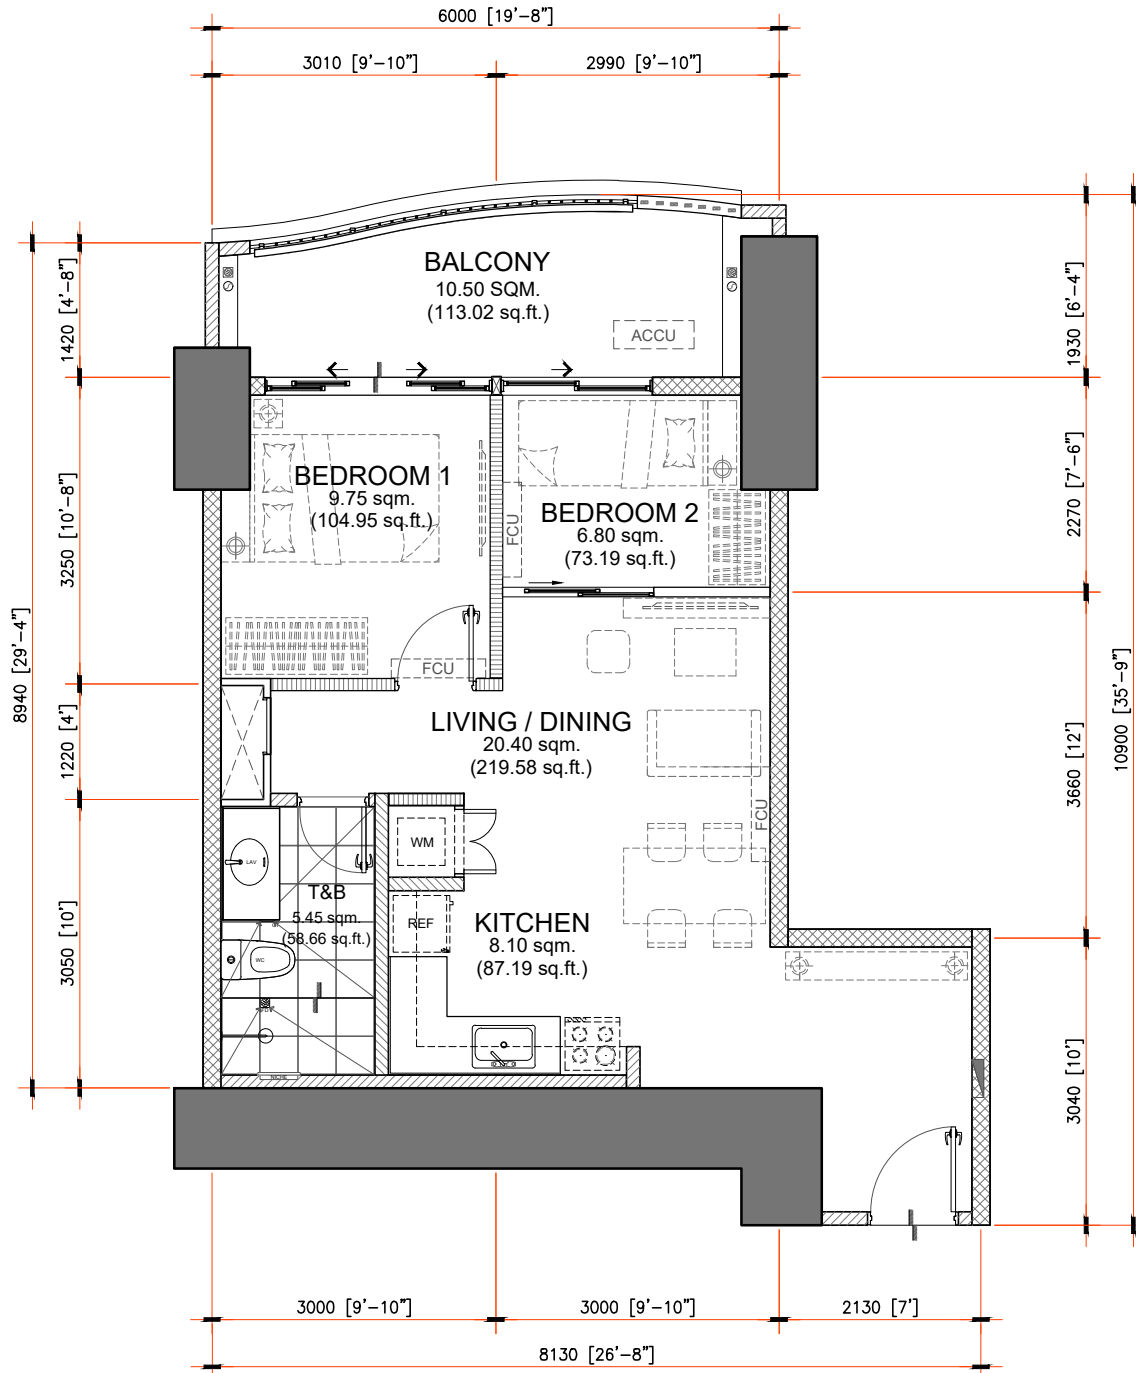 6000 [19'-8"]
3010 [9'-10"]
2990 [9'-10"]
BALCONY
10.50 SQM.
(113.02 sq.ft.)
ACCU
1420 [4'-8"]
1930 [6'-4"]
BEDROOM 1
9.75 sqm.
(104.95 sq.ft.)
BEDROOM 2
6.80 sqm.
(73.19 sq.ft.)
FCU
3250 [10'-8"]
2270 [7'-6"]
FCU
8940 [29'-4"]
10900 [35'-9"]
LIVING / DINING
20.40 sqm.
(219.58 sq.ft.)
1220 [4']
3660 [12']
FCU
WM
LAV
T&B
5.45 sqm.
(58.66 sq.ft.)
REF
KITCHEN
8.10 sqm.
(87.19 sq.ft.)
WC
3050 [10']
3040 [10']
NICHE
3000 [9'-10"]
3000 [9'-10"]
2130 [7']
8130 [26'-8"]